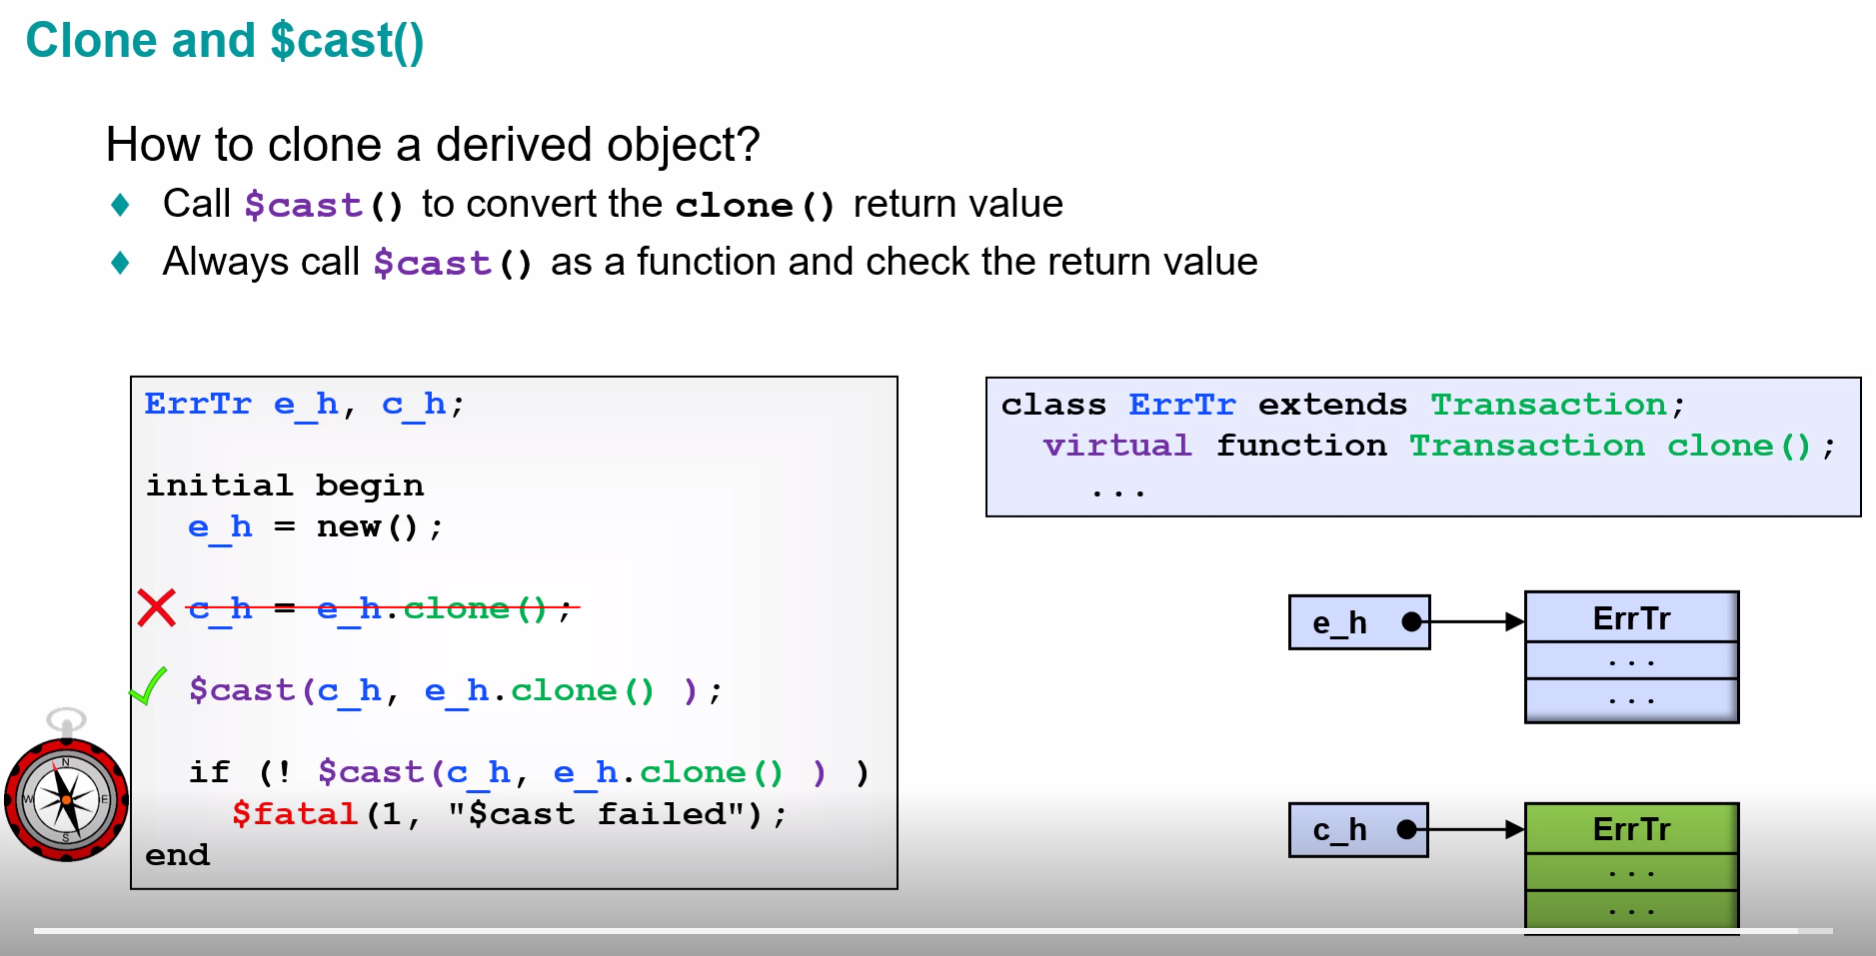 Clone and $cast()
How to clone a derived object?
♦ Call $cast() to convert the clone() return value
♦ Always call $cast() as a function and check the return value
ErrTr e_h, c_h;
initial begin
e_h = new();
c_h = e_h.clone();
$cast(c_h, e_h.clone() );
if (! $cast(c_h, e_h.clone() ) )
$fatal(1, "$cast failed");
end
class ErrTr extends Transaction;
virtual function Transaction clone();
...
e_h
ErrTr
...
...
c_h
ErrTr
...
...
N
W
E
S